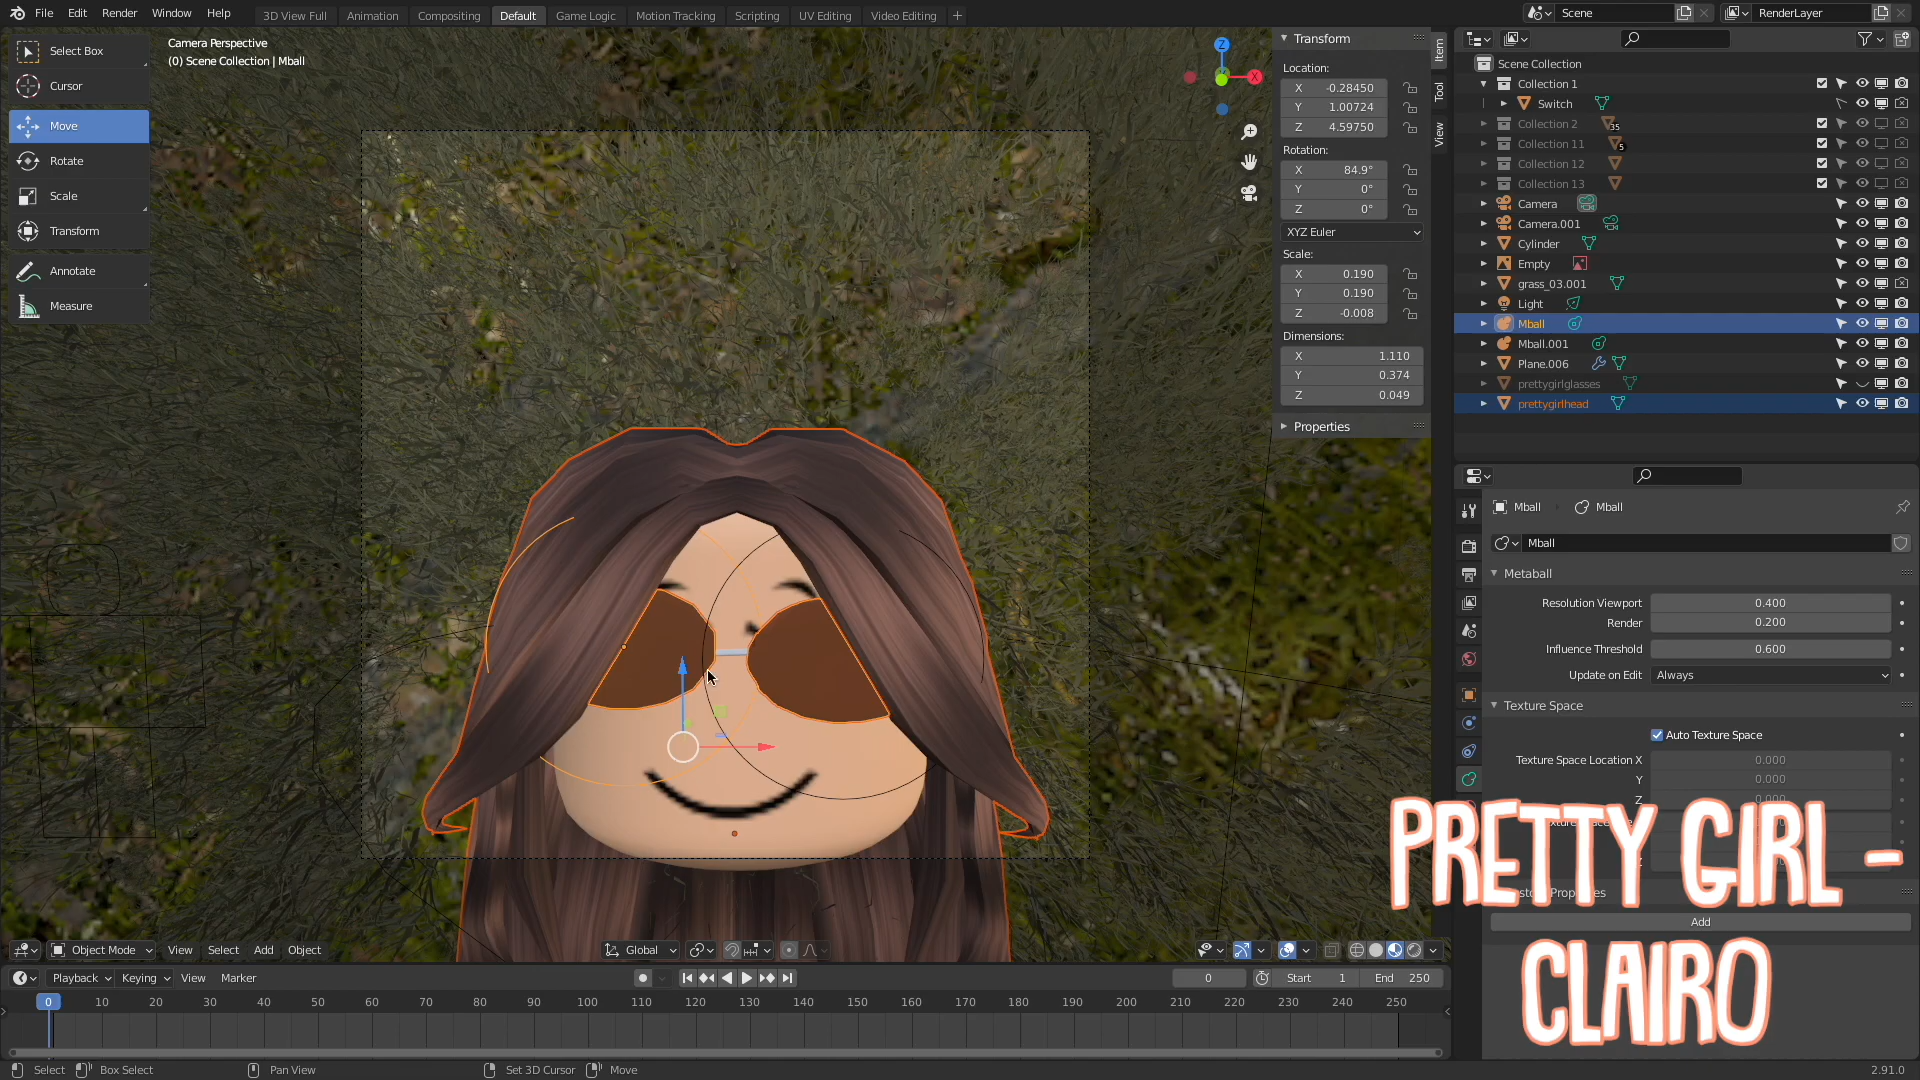 File Edit Render Window Help 3D View Full Animation Compositing Default Game Logic Motion Tracking Scripting UV Editing Video Editing + Scene RenderLayer
Select Box
Cursor
Move
Rotate
Scale
Transform
Annotate
Measure
Camera Perspective
(0) Scene Collection | Mball
Z
X
Transform
Location:
X -0.28450
Y 1.00724
Z 4.59750
Rotation:
X 84.9°
Y 0°
Z 0°
XYZ Euler
Scale:
X 0.190
Y 0.190
Z -0.008
Dimensions:
X 1.110
Y 0.374
Z 0.049
Properties
Item
Tool
View
Scene Collection
Collection 1
Switch
Collection 2 35
Collection 11 5
Collection 12
Collection 13
Camera
Camera.001
Cylinder
Empty
grass_03.001
Light
Mball
Mball.001
Plane.006
prettygirlglasses
prettygirlhead
Mball Mball
Mball
Metaball
Resolution Viewport 0.400
Render 0.200
Influence Threshold 0.600
Update on Edit Always
Texture Space
Auto Texture Space
Texture Space Location X 0.000
Y 0.000
Z 0.000
Properties
Add
PRETTY GIRL -
CLAIRO
Object Mode View Select Add Object Global
Playback Keying View Marker 0 Start 1 End 250
0 10 20 30 40 50 60 70 80 90 100 110 120 130 140 150 160 170 180 190 200 210 220 230 240 250
Select Box Select Pan View Set 3D Cursor Move 2.91.0